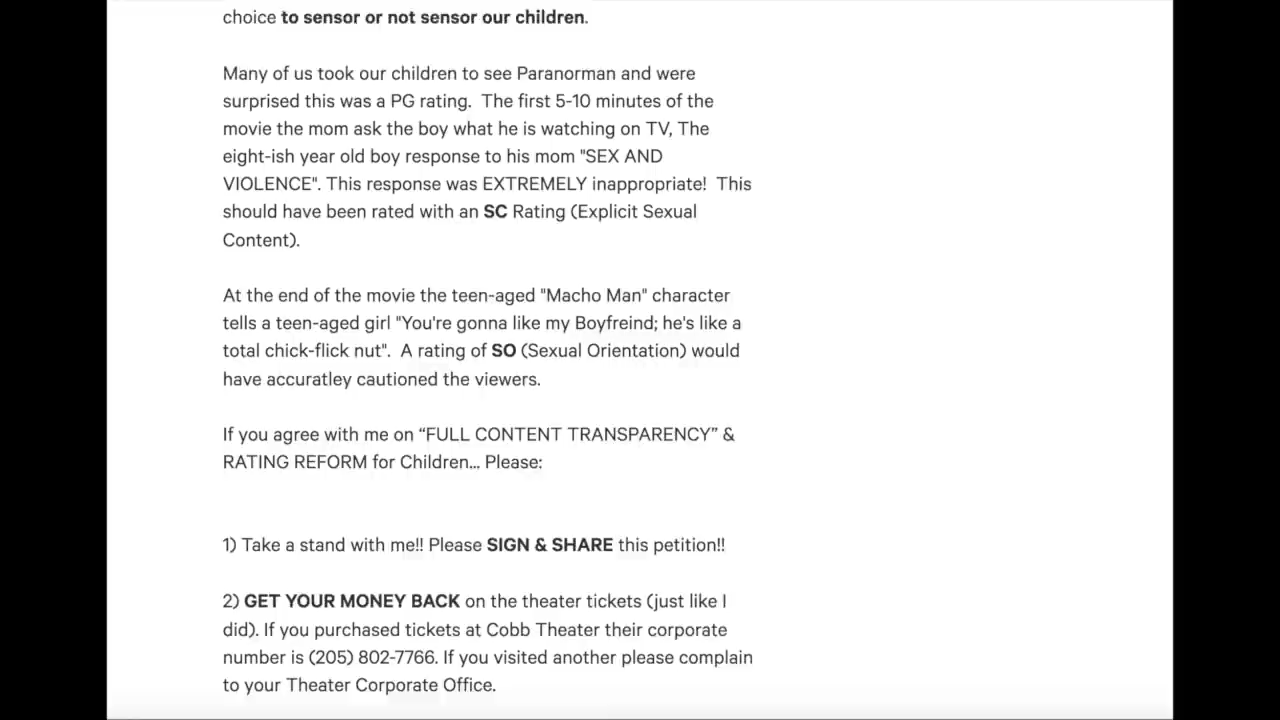 choice to sensor or not sensor our children.
Many of us took our children to see Paranorman and were
surprised this was a PG rating.  The first 5-10 minutes of the
movie the mom ask the boy what he is watching on TV, The
eight-ish year old boy response to his mom "SEX AND
VIOLENCE". This response was EXTREMELY inappropriate!  This
should have been rated with an SC Rating (Explicit Sexual
Content).
At the end of the movie the teen-aged "Macho Man" character
tells a teen-aged girl "You're gonna like my Boyfreind; he's like a
total chick-flick nut".  A rating of SO (Sexual Orientation) would
have accuratley cautioned the viewers.
If you agree with me on “FULL CONTENT TRANSPARENCY” &
RATING REFORM for Children... Please:
1) Take a stand with me!! Please SIGN & SHARE this petition!!
2) GET YOUR MONEY BACK on the theater tickets (just like I
did). If you purchased tickets at Cobb Theater their corporate
number is (205) 802-7766. If you visited another please complain
to your Theater Corporate Office.